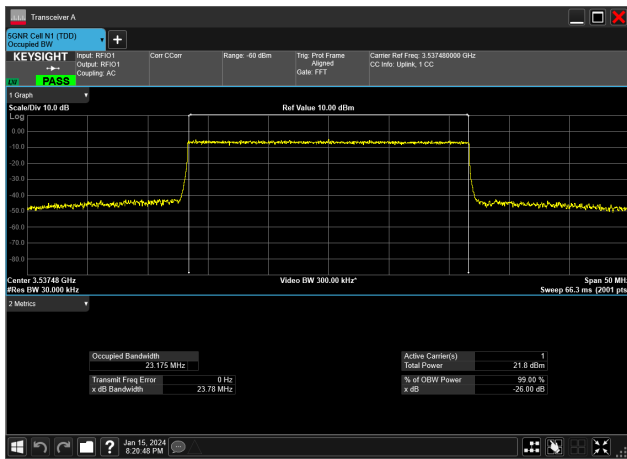 Transceiver A
5GNR Cell N1 (TDD)
Occupied BW
KEYSIGHT
Input: RFIO1
Output: RFIO1
Coupling: AC
Corr CCorr
Range: -60 dBm
Trig: Prot Frame
Aligned
Gate: FFT
Carrier Ref Freq: 3.537480000 GHz
CC Info: Uplink, 1 CC
PASS
1 Graph
Scale/Div 10.0 dB
Ref Value 10.00 dBm
Log
0.00
-10.0
-20.0
-30.0
-40.0
-50.0
-60.0
-70.0
-80.0
Center 3.53748 GHz
#Res BW 30.000 kHz
Video BW 300.00 kHz*
Span 50 MHz
Sweep 66.3 ms (2001 pts
2 Metrics
Occupied Bandwidth
23.175 MHz
Transmit Freq Error 0 Hz
x dB Bandwidth 23.78 MHz
Active Carrier(s) 1
Total Power 21.8 dBm
% of OBW Power 99.00 %
x dB -26.00 dB
Jan 15, 2024
8:20:48 PM